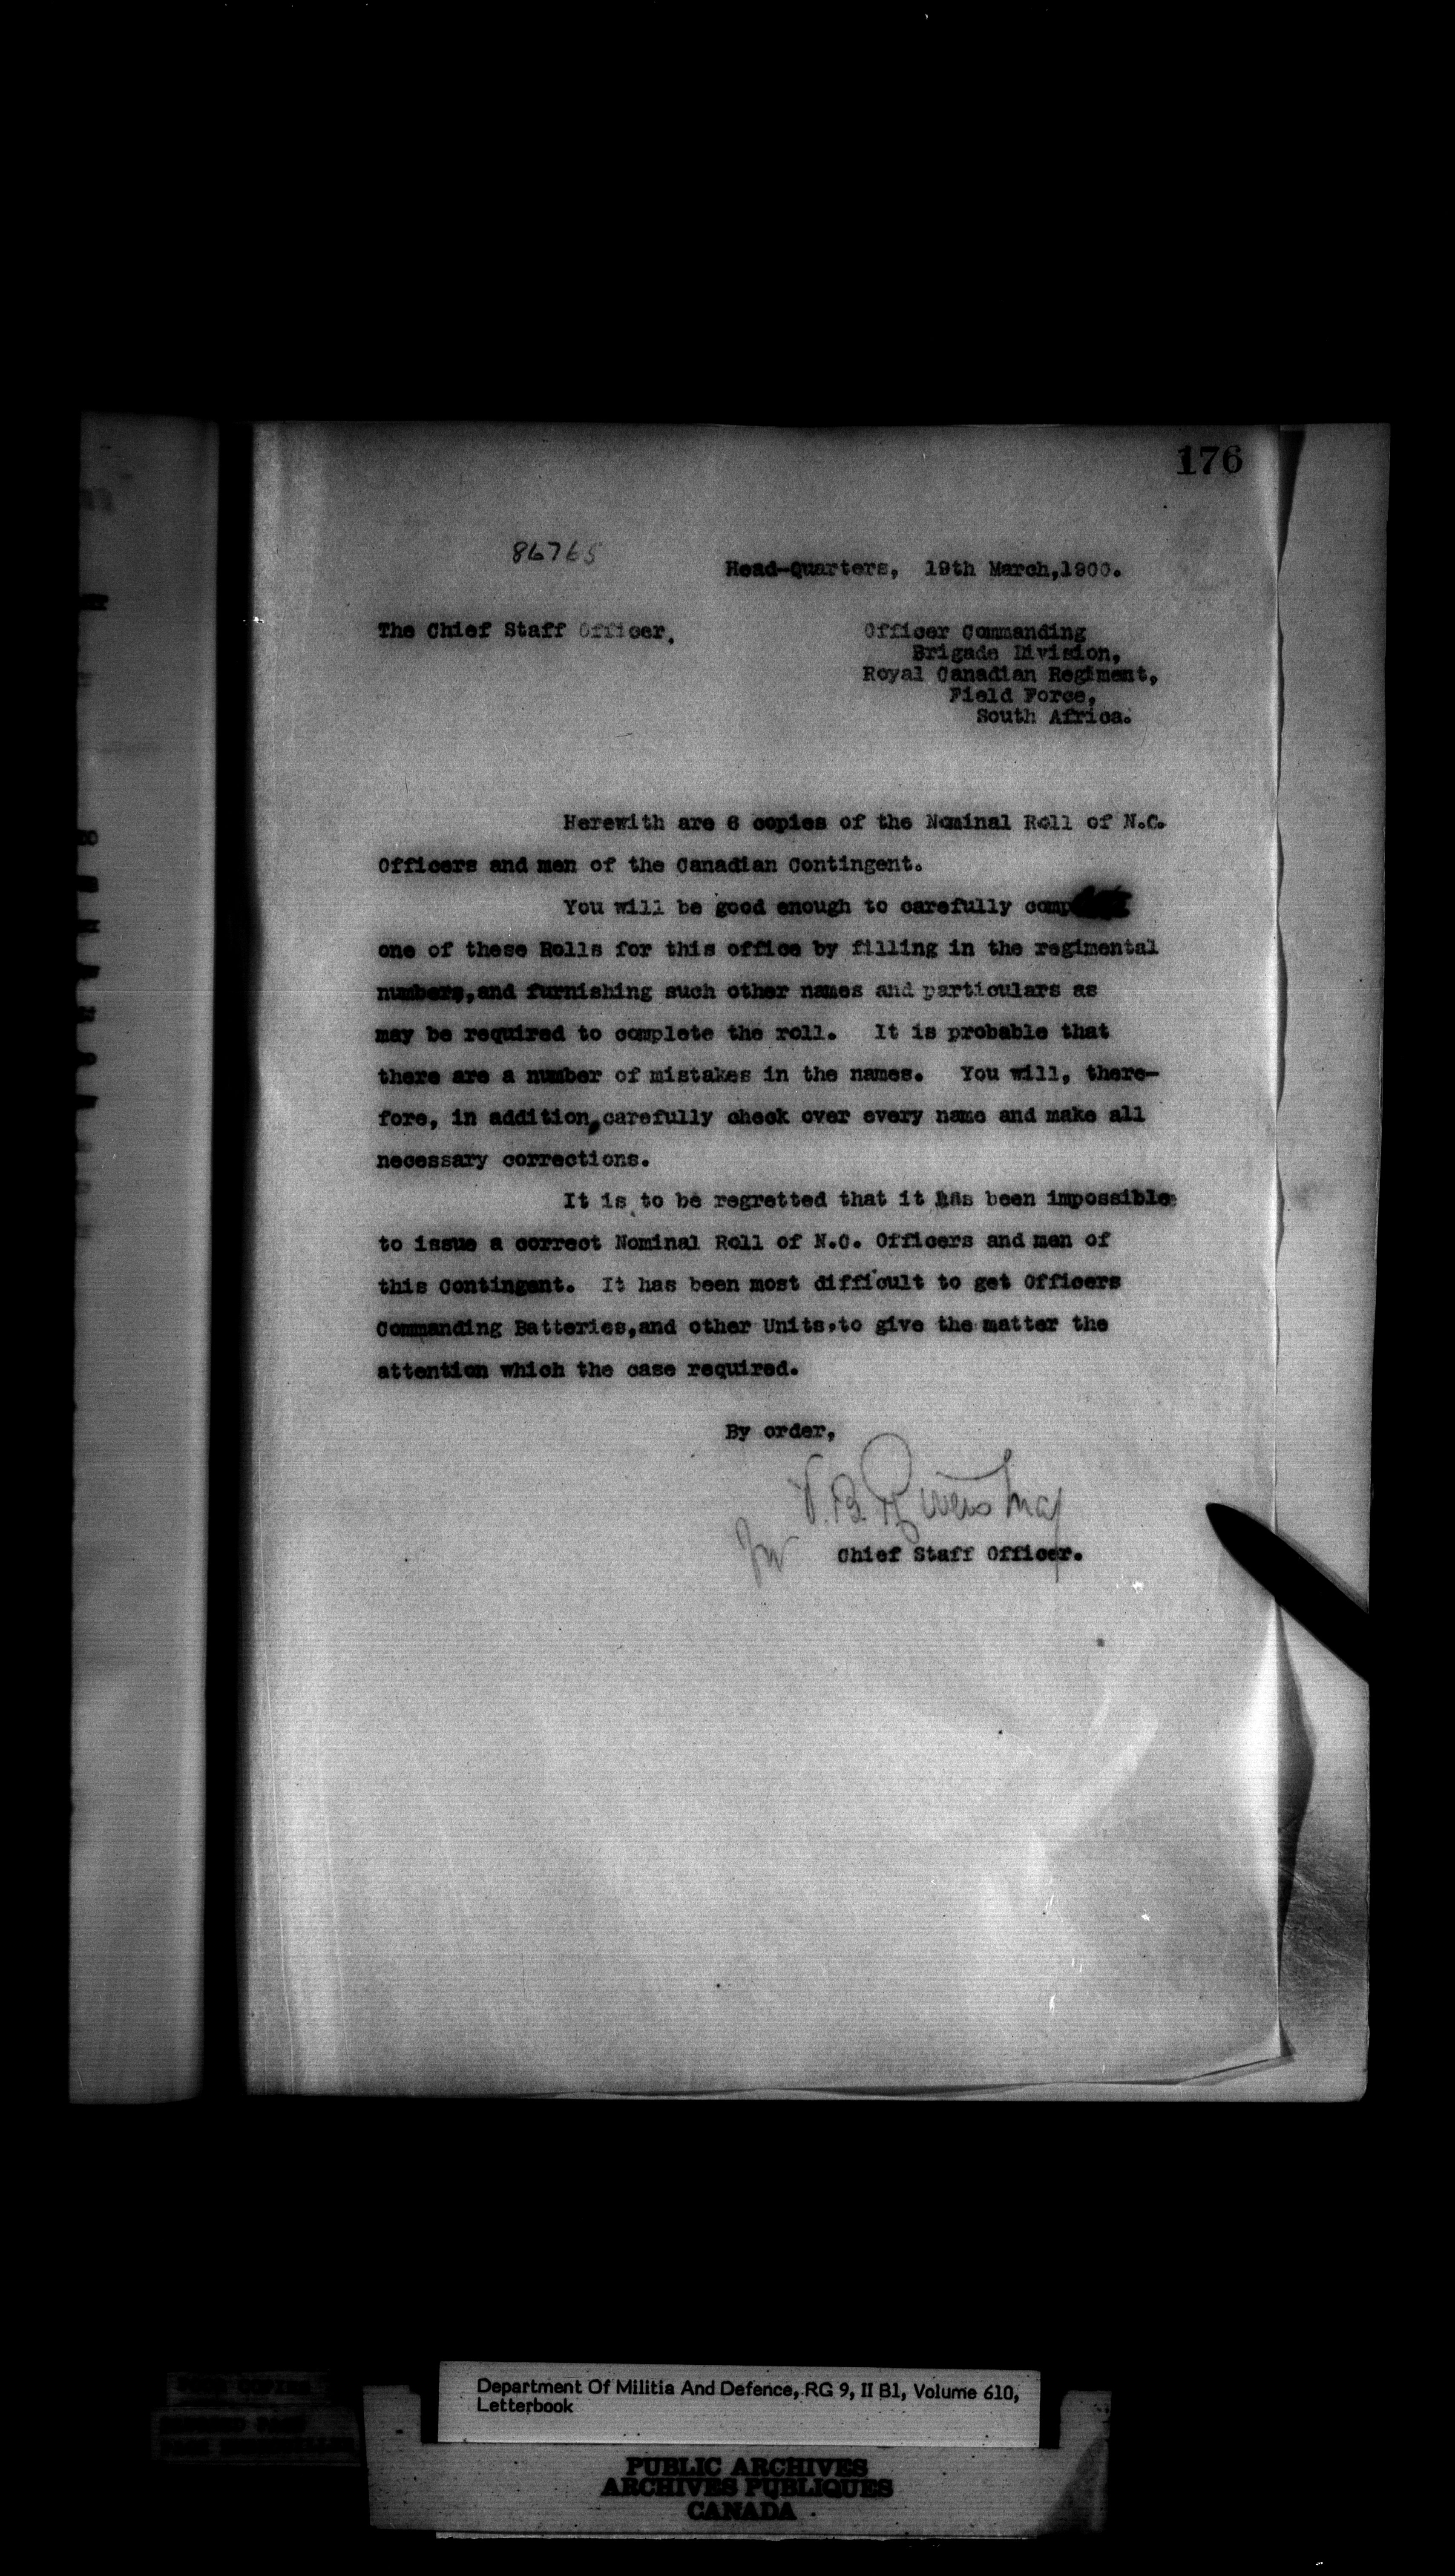 176
86765
Head-Quarters, 19th March,1900.
The Chief Staff Officer,
Officer Commanding
Brigade Division,
Royal Canadian Regiment,
Field Force,
South Africa.
Herewith are 6 copies of the Nominal Roll of N.C.
Officers and men of the Canadian Contingent.
You will be good enough to carefully
one of these Rolls for this office by filling in the regimental
numbers,and furnishing such other names and particulars as
may be required to complete the roll. It is probable that
there are a number of mistakes in the names. You will, there-
fore, in addition,carefully check over every name and make all
necessary corrections.
It is to be regretted that it has been impossible
to issue a correct Nominal Roll of N.C. Officers and men of
this Contingent. It has been most difficult to get Officers
Commanding Batteries,and other Units,to give the matter the
attention which the case required.
By order,
V.B. Rivers Maj
for Chief Staff Officer.
Department Of Militia And Defence, RG 9, II B1, Volume 610,
Letterbook
PUBLIC ARCHIVES
ARCHIVES PUBLIQUES
CANADA